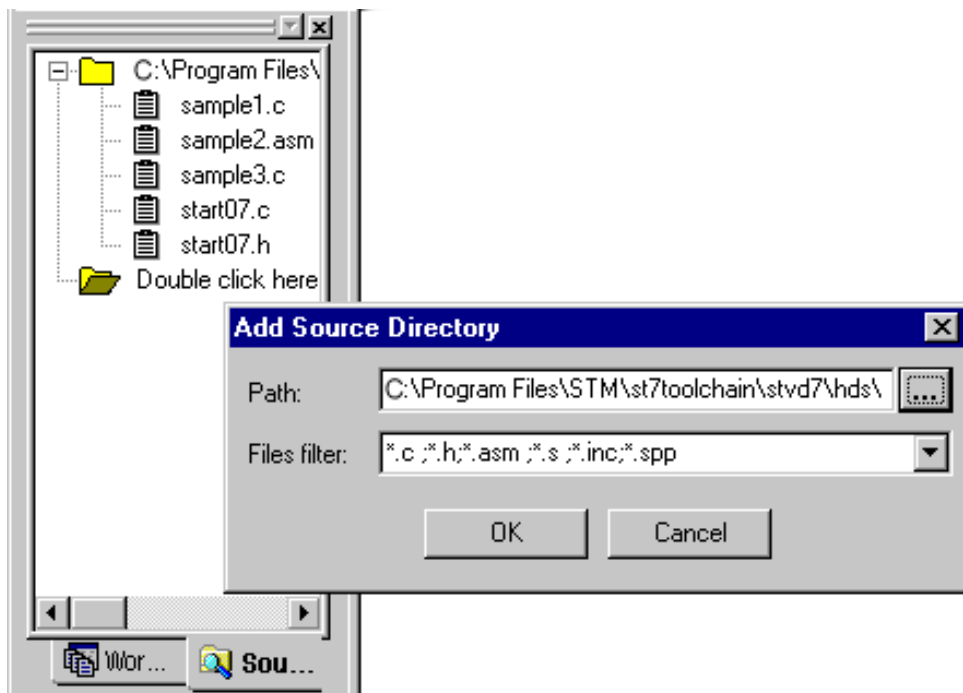 C:\Program Files\
sample1.c
sample2.asm
sample3.c
start07.c
start07.h
Double click here
Add Source Directory
Path:
C:\Program Files\STM\st7toolchain\stvd7\hds\
...
Files filter:
*.c ;*.h;*.asm ;*.s ;*.inc;*.spp
OK
Cancel
Wor...
Sou...